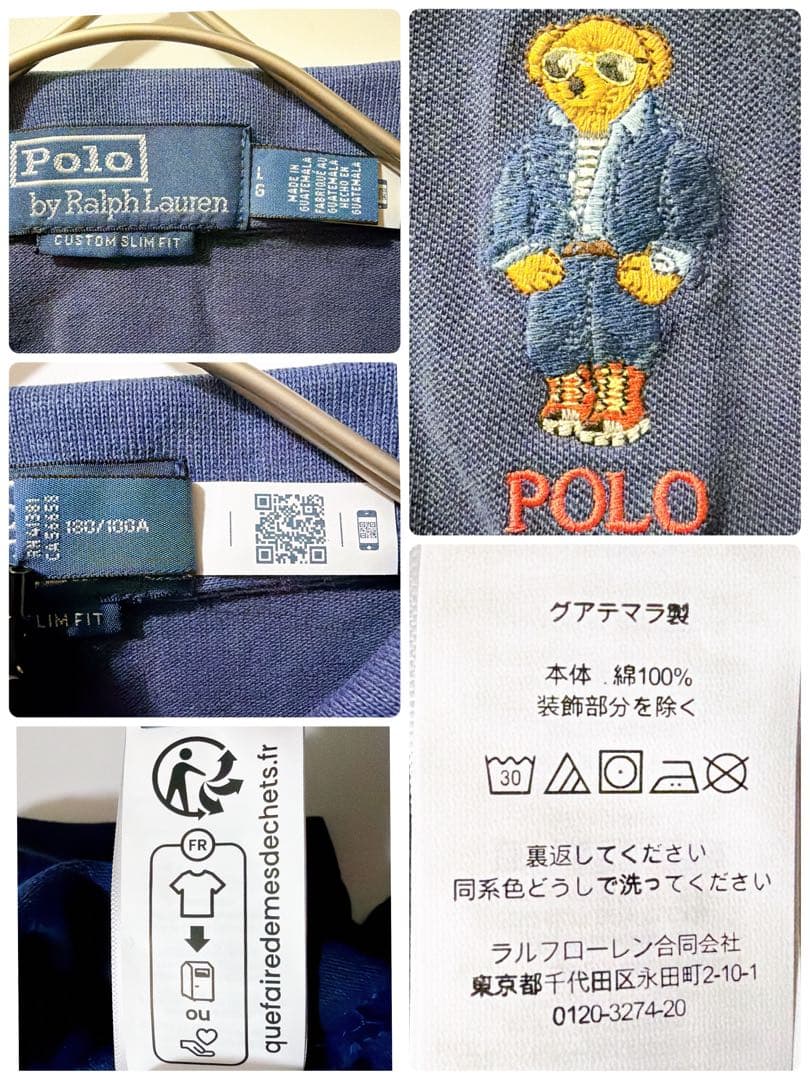 Polo
by Ralph Lauren
CUSTOM SLIM FIT
L
G
MADE IN
GUATEMALA
FABRIQUÉ AU
GUATEMALA
HECHO EN
GUATEMALA
POLO
RN41381
CA56658
180/100A
LIM FIT
グアテマラ製
本体 . 綿100%
装飾部分を除く
30
裏返してください
同系色どうしで洗ってください
ラルフローレン合同会社
東京都千代田区永田町2-10-1
0120-3274-20
FR
ou
quefairedemesdechets.fr